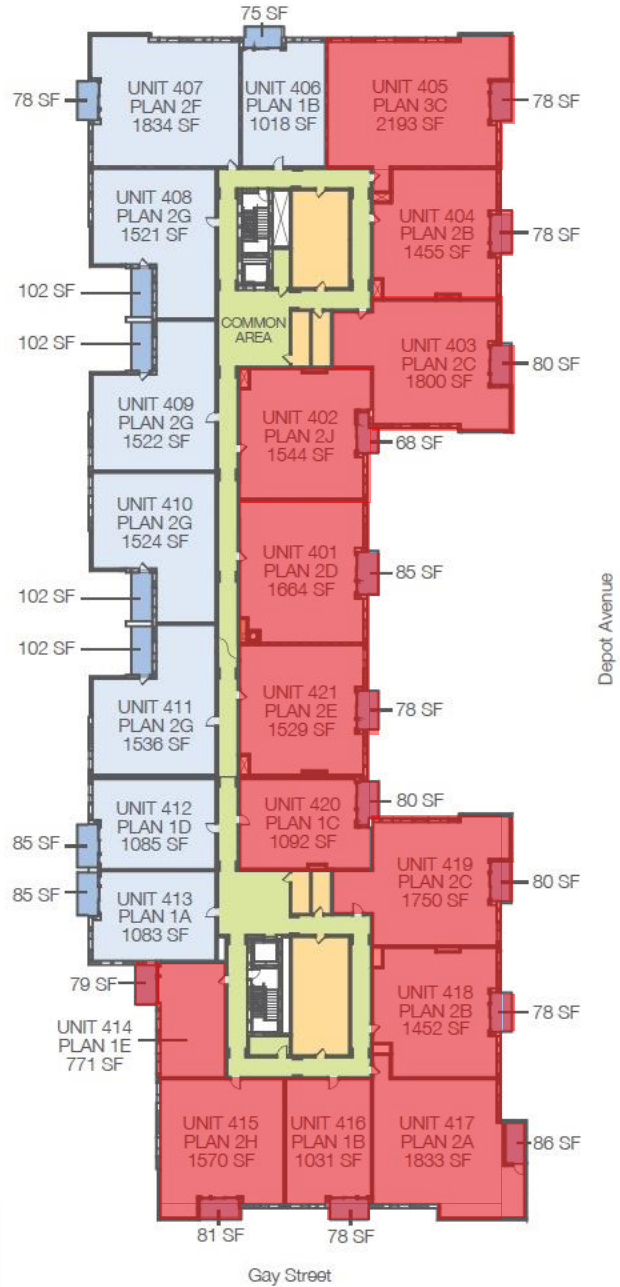 75 SF
78 SF
UNIT 407
PLAN 2F
1834 SF
UNIT 406
PLAN 1B
1018 SF
UNIT 405
PLAN 3C
2193 SF
78 SF
UNIT 408
PLAN 2G
1521 SF
UNIT 404
PLAN 2B
1455 SF
78 SF
102 SF
102 SF
COMMON
AREA
UNIT 403
PLAN 2C
1800 SF
80 SF
UNIT 409
PLAN 2G
1522 SF
UNIT 402
PLAN 2J
1544 SF
68 SF
UNIT 410
PLAN 2G
1524 SF
UNIT 401
PLAN 2D
1664 SF
85 SF
102 SF
102 SF
Depot Avenue
UNIT 411
PLAN 2G
1536 SF
UNIT 421
PLAN 2E
1529 SF
78 SF
UNIT 412
PLAN 1D
1085 SF
85 SF
UNIT 420
PLAN 1C
1092 SF
80 SF
85 SF
UNIT 413
PLAN 1A
1083 SF
UNIT 419
PLAN 2C
1750 SF
80 SF
79 SF
UNIT 414
PLAN 1E
771 SF
UNIT 418
PLAN 2B
1452 SF
78 SF
UNIT 415
PLAN 2H
1570 SF
UNIT 416
PLAN 1B
1031 SF
UNIT 417
PLAN 2A
1833 SF
86 SF
81 SF
78 SF
Gay Street